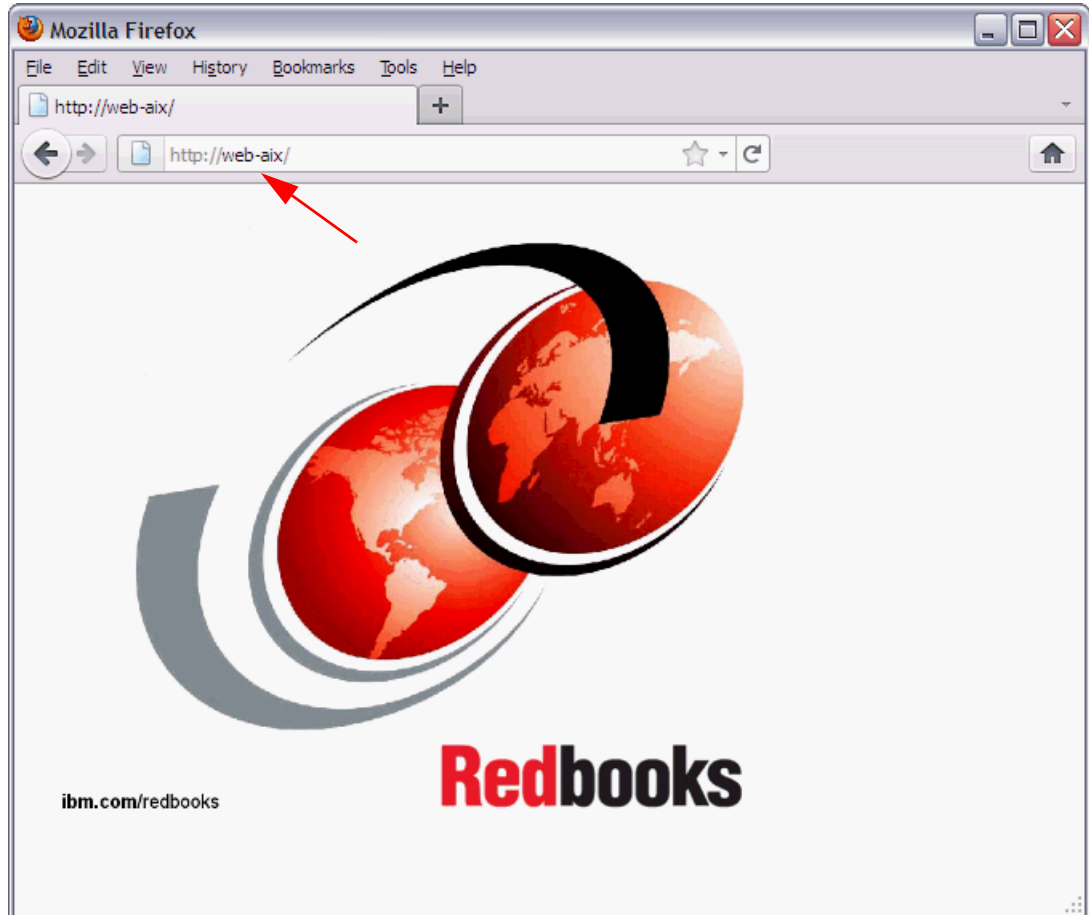 Mozilla Firefox
File Edit View History Bookmarks Tools Help
http://web-aix/
http://web-aix/
Redbooks
ibm.com/redbooks